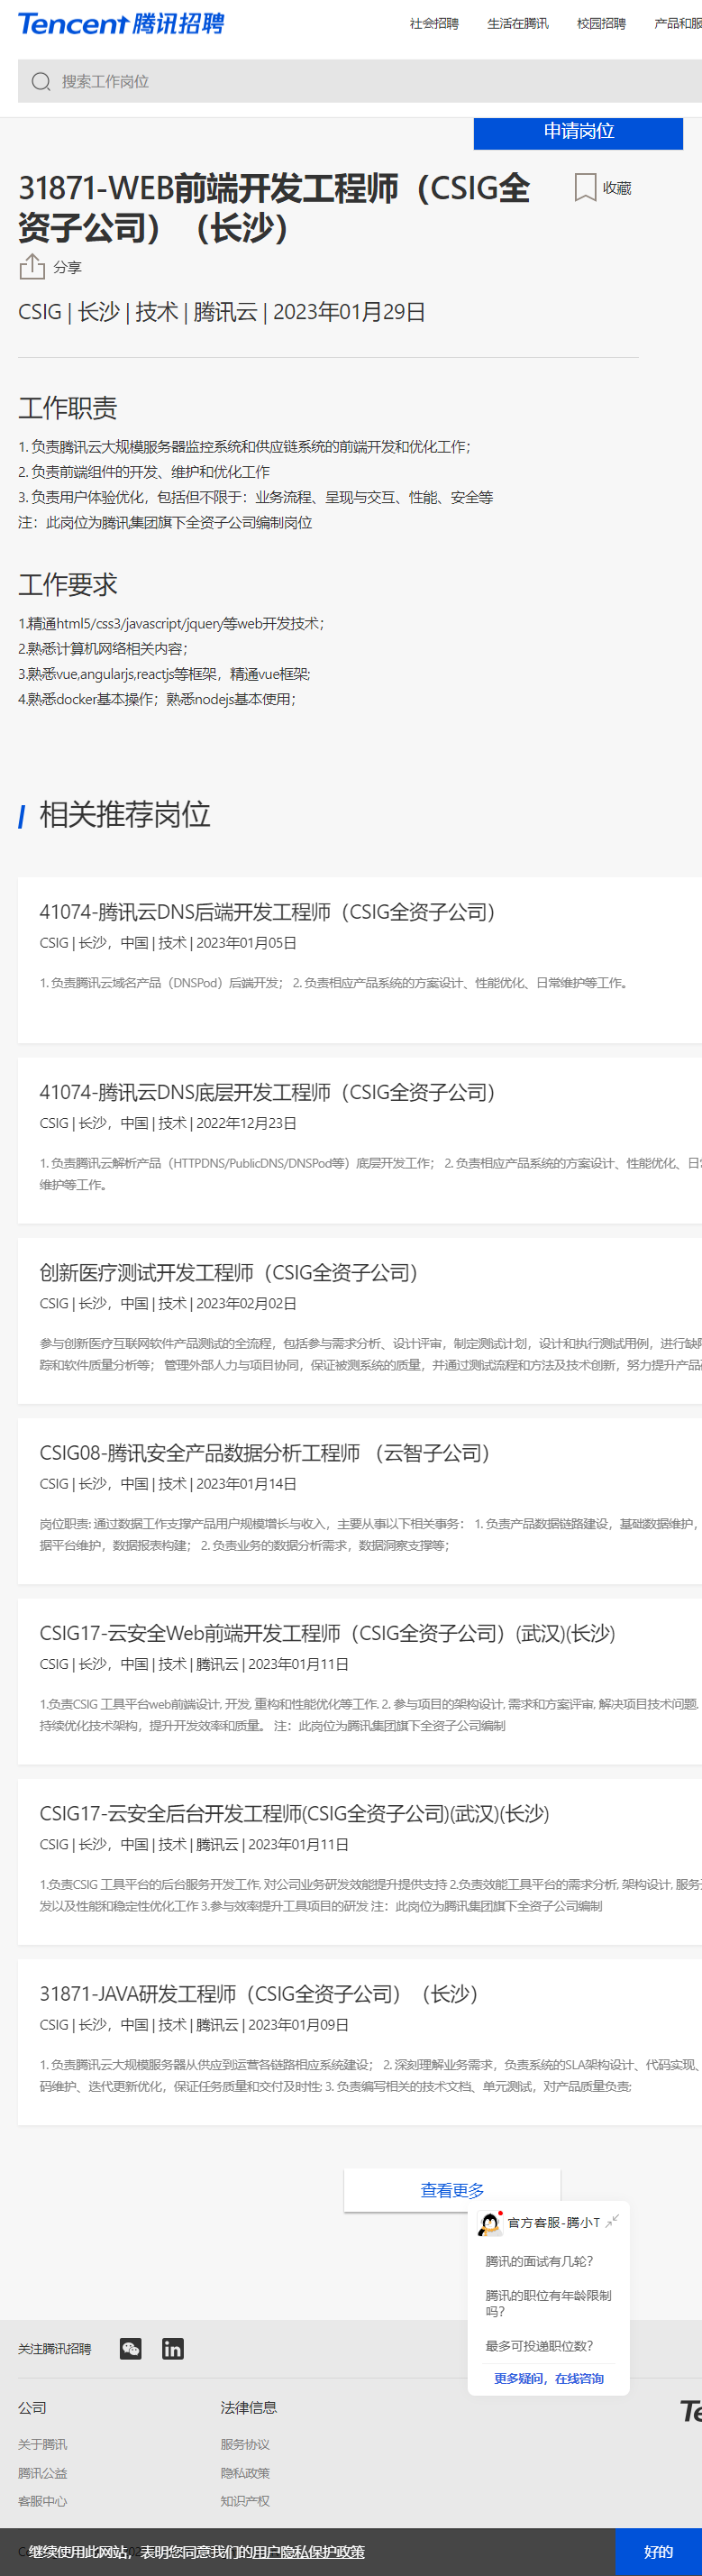 Tencent 腾讯招聘
社会招聘 生活在腾讯 校园招聘 产品和服
搜索工作岗位
申请岗位
31871-WEB前端开发工程师（CSIG全
资子公司）（长沙）
收藏
分享
CSIG | 长沙 | 技术 | 腾讯云 | 2023年01月29日
工作职责
1. 负责腾讯云大规模服务器监控系统和供应链系统的前端开发和优化工作；
2. 负责前端组件的开发、维护和优化工作
3. 负责用户体验优化，包括但不限于：业务流程、呈现与交互、性能、安全等
注：此岗位为腾讯集团旗下全资子公司编制岗位
工作要求
1.精通html5/css3/javascript/jquery等web开发技术；
2.熟悉计算机网络相关内容；
3.熟悉vue,angularjs,reactjs等框架，精通vue框架;
4.熟悉docker基本操作；熟悉nodejs基本使用；
相关推荐岗位
41074-腾讯云DNS后端开发工程师（CSIG全资子公司）
CSIG | 长沙，中国 | 技术 | 2023年01月05日
1. 负责腾讯云域名产品（DNSPod）后端开发； 2. 负责相应产品系统的方案设计、性能优化、日常维护等工作。
41074-腾讯云DNS底层开发工程师（CSIG全资子公司）
CSIG | 长沙，中国 | 技术 | 2022年12月23日
1. 负责腾讯云解析产品（HTTPDNS/PublicDNS/DNSPod等）底层开发工作； 2. 负责相应产品系统的方案设计、性能优化、日
维护等工作。
创新医疗测试开发工程师（CSIG全资子公司）
CSIG | 长沙，中国 | 技术 | 2023年02月02日
参与创新医疗互联网软件产品测试的全流程，包括参与需求分析、设计评审，制定测试计划，设计和执行测试用例，进行缺
踪和软件质量分析等； 管理外部人力与项目协同，保证被测系统的质量，并通过测试流程和方法及技术创新，努力提升产品
CSIG08-腾讯安全产品数据分析工程师 （云智子公司）
CSIG | 长沙，中国 | 技术 | 2023年01月14日
岗位职责: 通过数据工作支撑产品用户规模增长与收入，主要从事以下相关事务： 1. 负责产品数据链路建设，基础数据维护，
据平台维护，数据报表构建； 2. 负责业务的数据分析需求，数据洞察支撑等；
CSIG17-云安全Web前端开发工程师（CSIG全资子公司）(武汉)(长沙)
CSIG | 长沙，中国 | 技术 | 腾讯云 | 2023年01月11日
1.负责CSIG 工具平台web前端设计, 开发, 重构和性能优化等工作. 2. 参与项目的架构设计, 需求和方案评审, 解决项目技术问题,
持续优化技术架构，提升开发效率和质量。 注：此岗位为腾讯集团旗下全资子公司编制
CSIG17-云安全后台开发工程师(CSIG全资子公司)(武汉)(长沙)
CSIG | 长沙，中国 | 技术 | 腾讯云 | 2023年01月11日
1.负责CSIG 工具平台的后台服务开发工作, 对公司业务研发效能提升提供支持 2.负责效能工具平台的需求分析, 架构设计, 服务
发以及性能和稳定性优化工作 3.参与效率提升工具项目的研发 注：此岗位为腾讯集团旗下全资子公司编制
31871-JAVA研发工程师（CSIG全资子公司）（长沙）
CSIG | 长沙，中国 | 技术 | 腾讯云 | 2023年01月09日
1. 负责腾讯云大规模服务器从供应到运营各链路相应系统建设； 2. 深刻理解业务需求，负责系统的SLA架构设计、代码实现、
码维护、迭代更新优化，保证任务质量和交付及时性; 3. 负责编写相关的技术文档、单元测试，对产品质量负责;
查看更多
官方客服-腾小T
腾讯的面试有几轮？
腾讯的职位有年龄限制
吗？
最多可投递职位数？
更多疑问，在线咨询
关注腾讯招聘
公司 法律信息
关于腾讯 服务协议
腾讯公益 隐私政策
客服中心 知识产权
继续使用此网站，表明您同意我们的用户隐私保护政策 好的